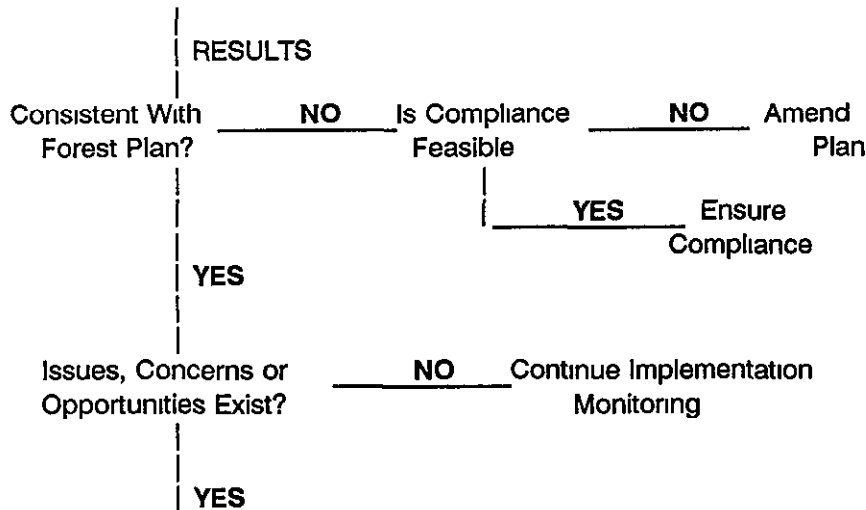 RESULTS
Consistent With NO Is Compliance NO Amend
Forest Plan? Feasible Plan
YES Ensure
Compliance
YES
Issues, Concerns or NO Continue Implementation
Opportunities Exist? Monitoring
YES